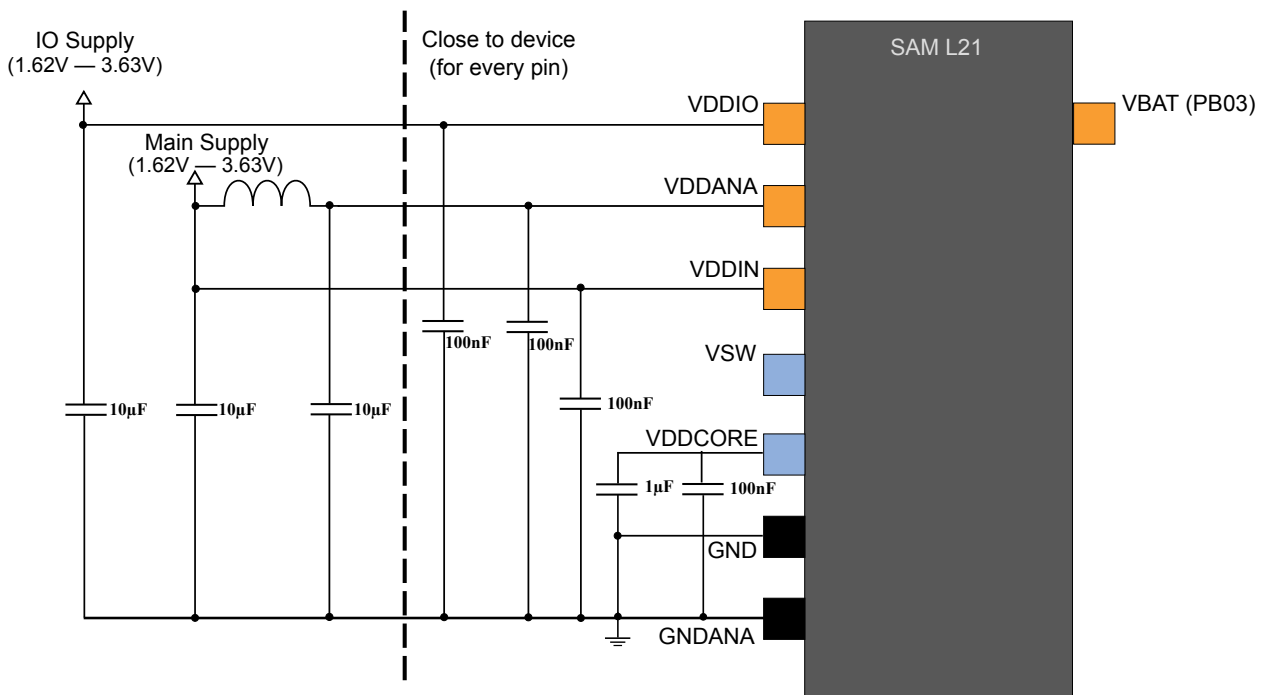 IO Supply
(1.62V — 3.63V)
Close to device
(for every pin)
SAM L21
VDDIO
VBAT (PB03)
Main Supply
(1.62V — 3.63V)
VDDANA
VDDIN
100nF
100nF
VSW
10µF
10µF
10µF
100nF
VDDCORE
1µF
100nF
GND
GNDANA